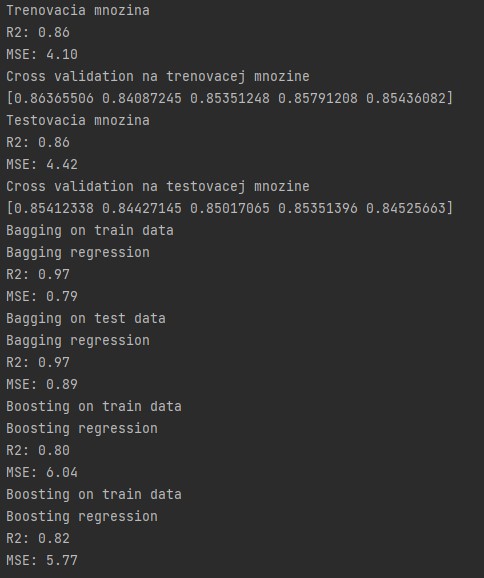 Trenovacia mnozina
R2: 0.86
MSE: 4.10
Cross validation na trenovacej mnozine
[0.86365506 0.84087245 0.85351248 0.85791208 0.85436082]
Testovacia mnozina
R2: 0.86
MSE: 4.42
Cross validation na testovacej mnozine
[0.85412338 0.84427145 0.85017065 0.85351396 0.84525663]
Bagging on train data
Bagging regression
R2: 0.97
MSE: 0.79
Bagging on test data
Bagging regression
R2: 0.97
MSE: 0.89
Boosting on train data
Boosting regression
R2: 0.80
MSE: 6.04
Boosting on train data
Boosting regression
R2: 0.82
MSE: 5.77